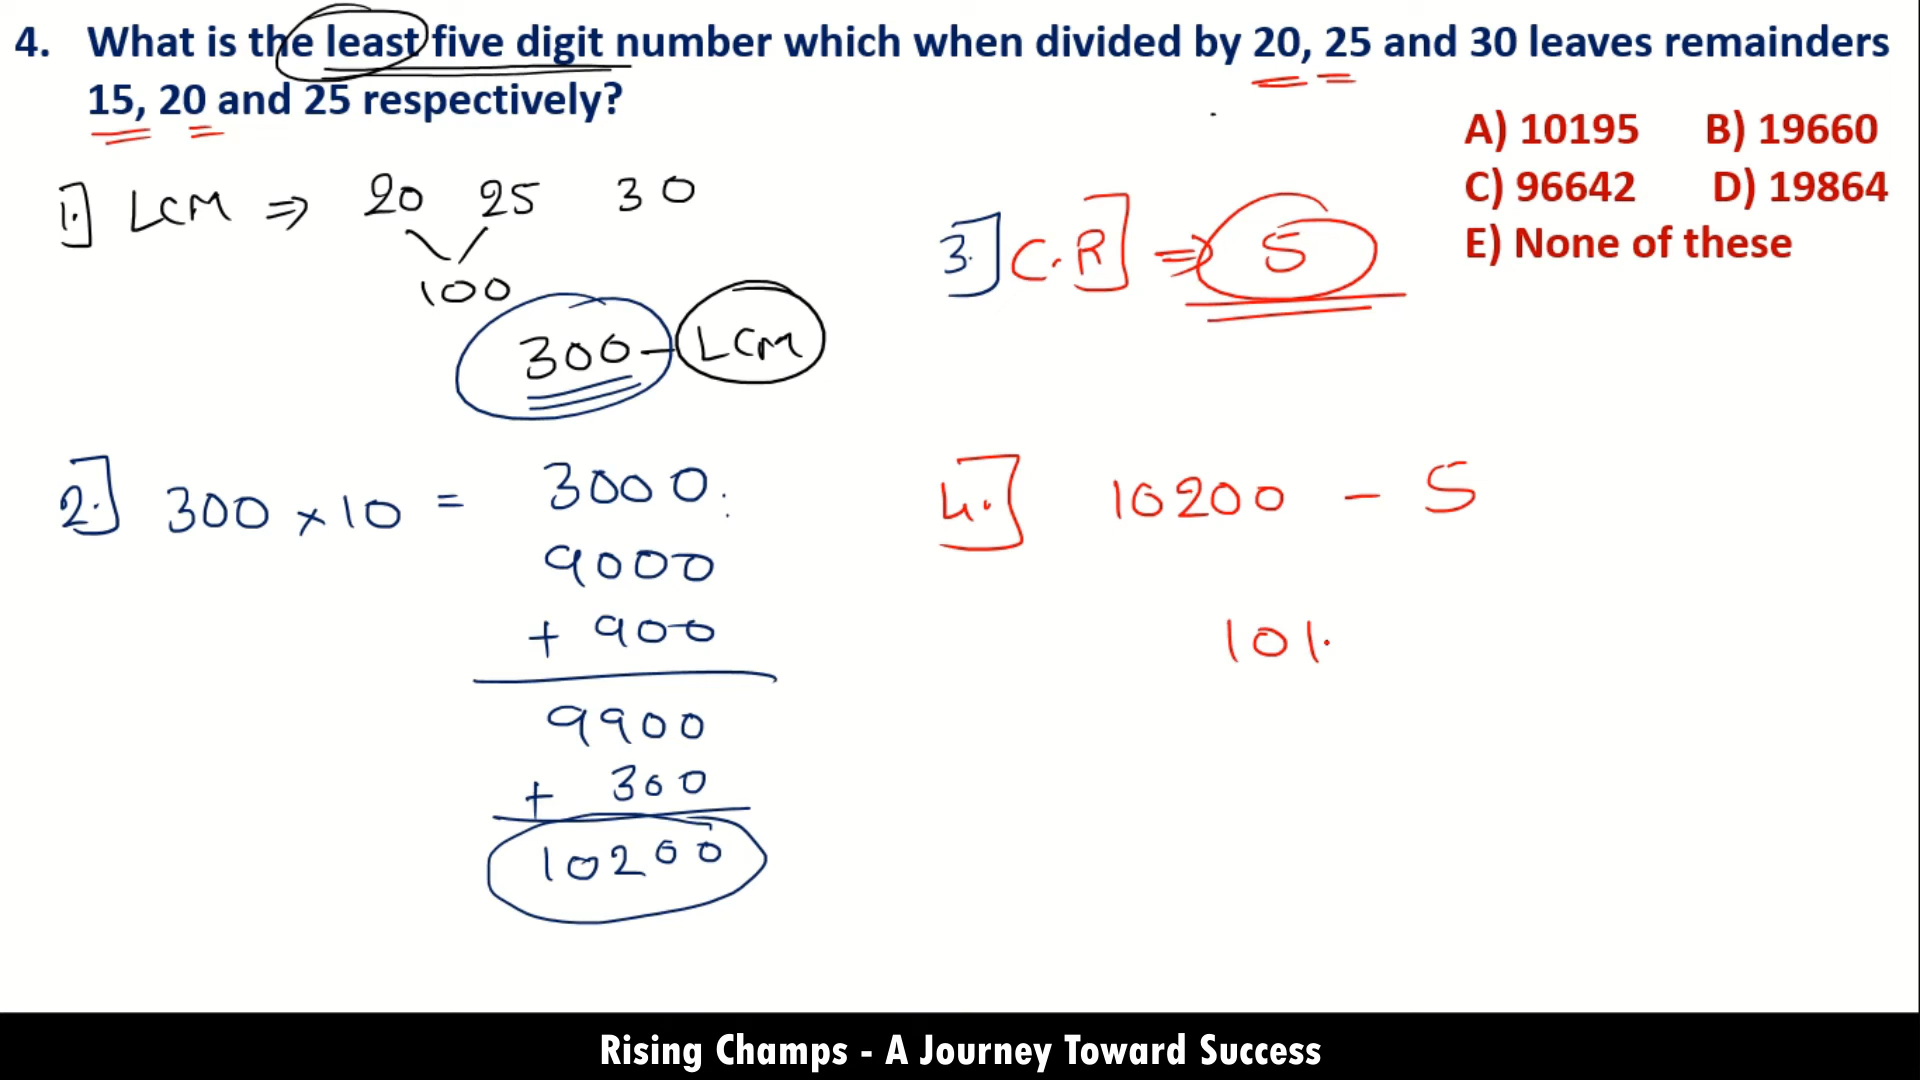 4. What is the least five digit number which when divided by 20, 25 and 30 leaves remainders
15, 20 and 25 respectively?
A) 10195 B) 19660
C) 96642 D) 19864
E) None of these
1.] LCM ⇒ 20 25 30
100
300 - LCM
2.] 300 × 10 = 3000
9000
+ 900
9900
+ 300
10200
3.] C.R] ⇒ 5
4.] 10200 - 5
101
Rising Champs - A Journey Toward Success